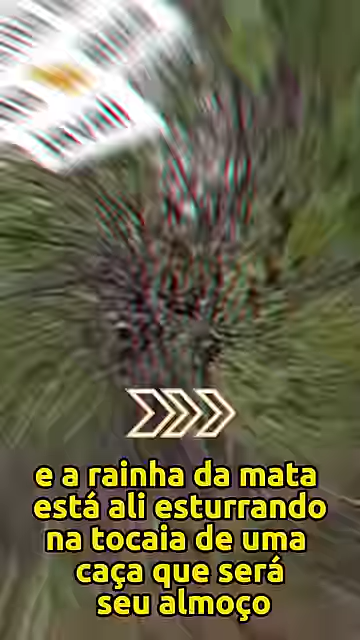 e a rainha da mata
está ali esturrando
na tocaia de uma
caça que será
seu almoço